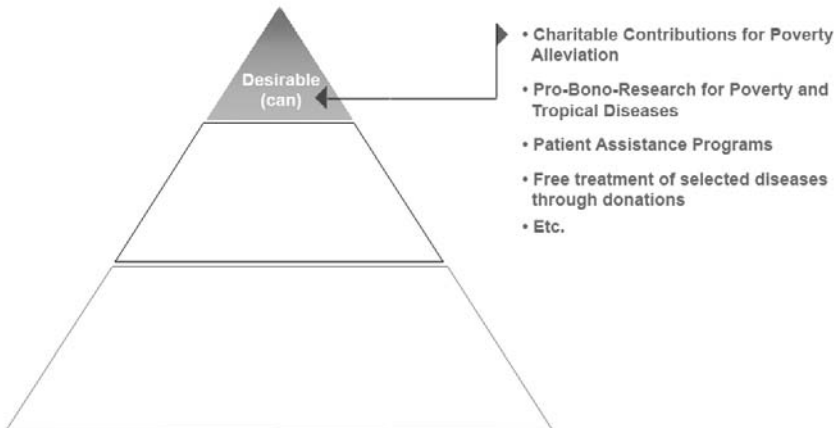 Desirable
(can)
• Charitable Contributions for Poverty
Alleviation
• Pro-Bono-Research for Poverty and
Tropical Diseases
• Patient Assistance Programs
• Free treatment of selected diseases
through donations
• Etc.